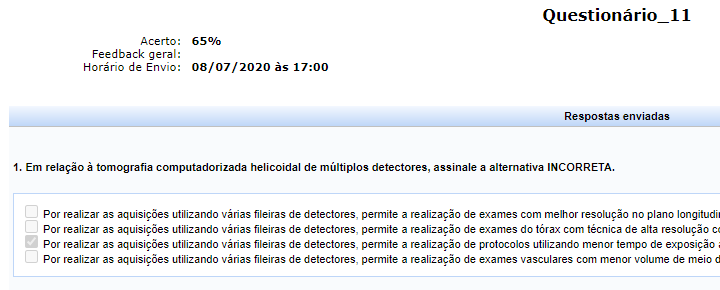 Questionário_11
Acerto: 65%
Feedback geral:
Horário de Envio: 08/07/2020 às 17:00
Respostas enviadas
1. Em relação à tomografia computadorizada helicoidal de múltiplos detectores, assinale a alternativa INCORRETA.
Por realizar as aquisições utilizando várias fileiras de detectores, permite a realização de exames com melhor resolução no plano
Por realizar as aquisições utilizando várias fileiras de detectores, permite a realização de exames do tórax com técnica de alta resolução
Por realizar as aquisições utilizando várias fileiras de detectores, permite a realização de protocolos utilizando menor tempo de exposição
Por realizar as aquisições utilizando várias fileiras de detectores, permite a realização de exames vasculares com menor volume de meio